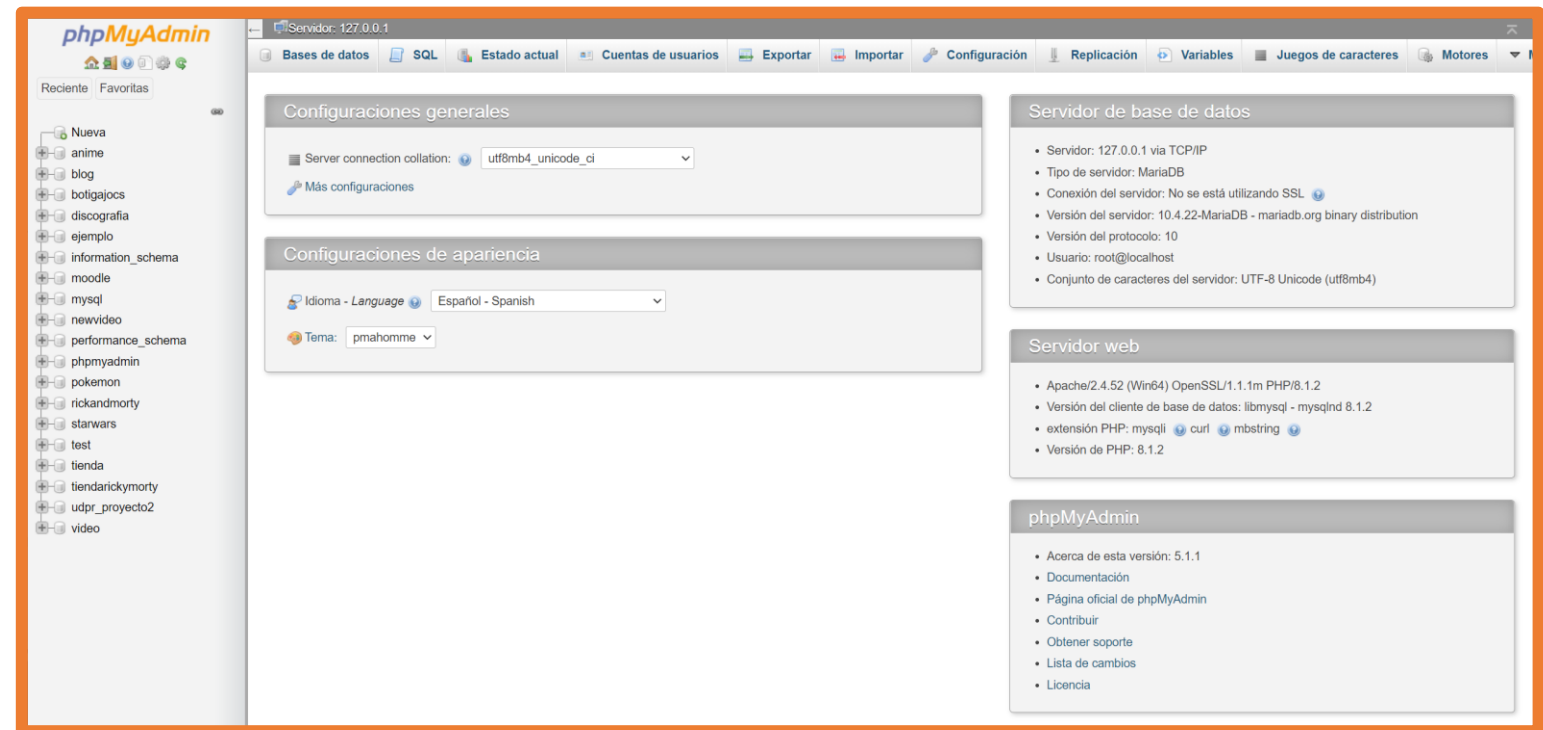 phpMyAdmin
Reciente Favoritas
Nueva
anime
blog
botigajocs
discografia
ejemplo
information_schema
moodle
mysql
newvideo
performance_schema
phpmyadmin
pokemon
rickandmorty
starwars
test
tienda
tiendarickymorty
udpr_proyecto2
video
Servidor: 127.0.0.1
Bases de datos SQL Estado actual Cuentas de usuarios Exportar Importar Configuración Replicación Variables Juegos de caracteres Motores
Configuraciones generales
Server connection collation: utf8mb4_unicode_ci
Más configuraciones
Configuraciones de apariencia
Idioma - Language Español - Spanish
Tema: pmahomme
Servidor de base de datos
• Servidor: 127.0.0.1 via TCP/IP
• Tipo de servidor: MariaDB
• Conexión del servidor: No se está utilizando SSL
• Versión del servidor: 10.4.22-MariaDB - mariadb.org binary distribution
• Versión del protocolo: 10
• Usuario: root@localhost
• Conjunto de caracteres del servidor: UTF-8 Unicode (utf8mb4)
Servidor web
• Apache/2.4.52 (Win64) OpenSSL/1.1.1m PHP/8.1.2
• Versión del cliente de base de datos: libmysql - mysqlnd 8.1.2
• extensión PHP: mysqli curl mbstring
• Versión de PHP: 8.1.2
phpMyAdmin
• Acerca de esta versión: 5.1.1
• Documentación
• Página oficial de phpMyAdmin
• Contribuir
• Obtener soporte
• Lista de cambios
• Licencia